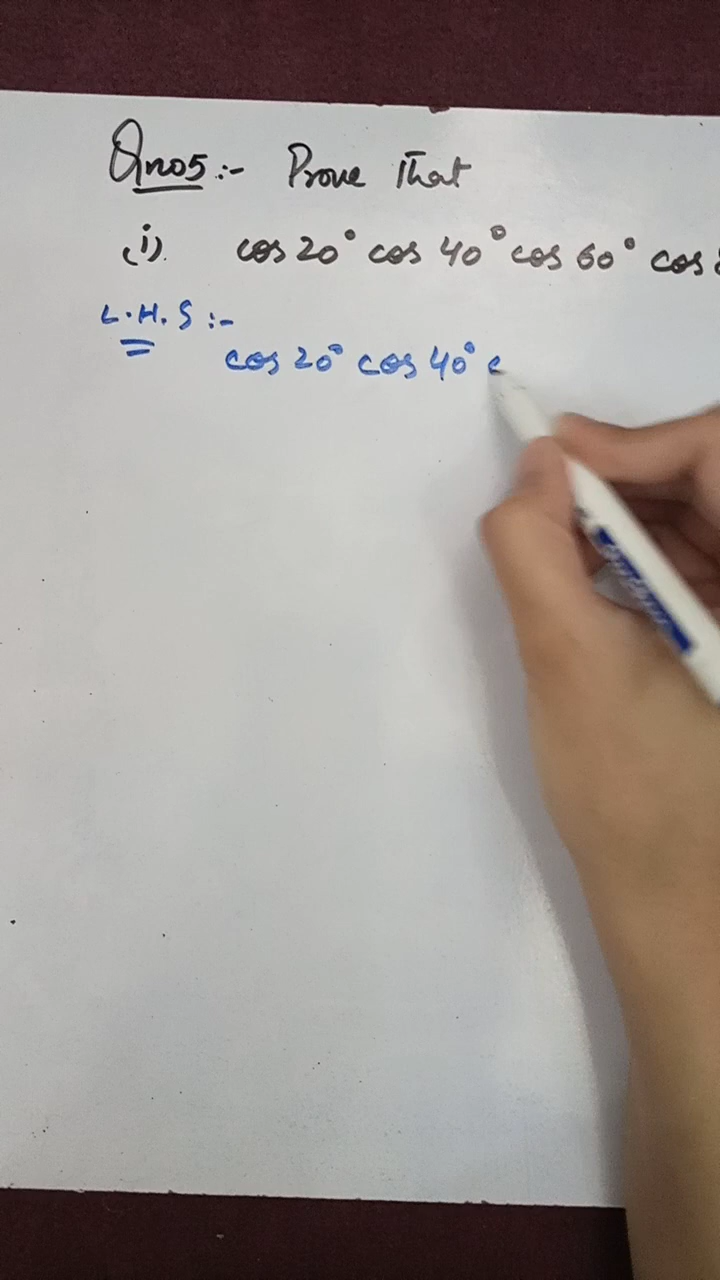 Qno5:- Prove That
(i). cos 20° cos 40° cos 60° cos
L.H.S :-
cos 20° cos 40° c